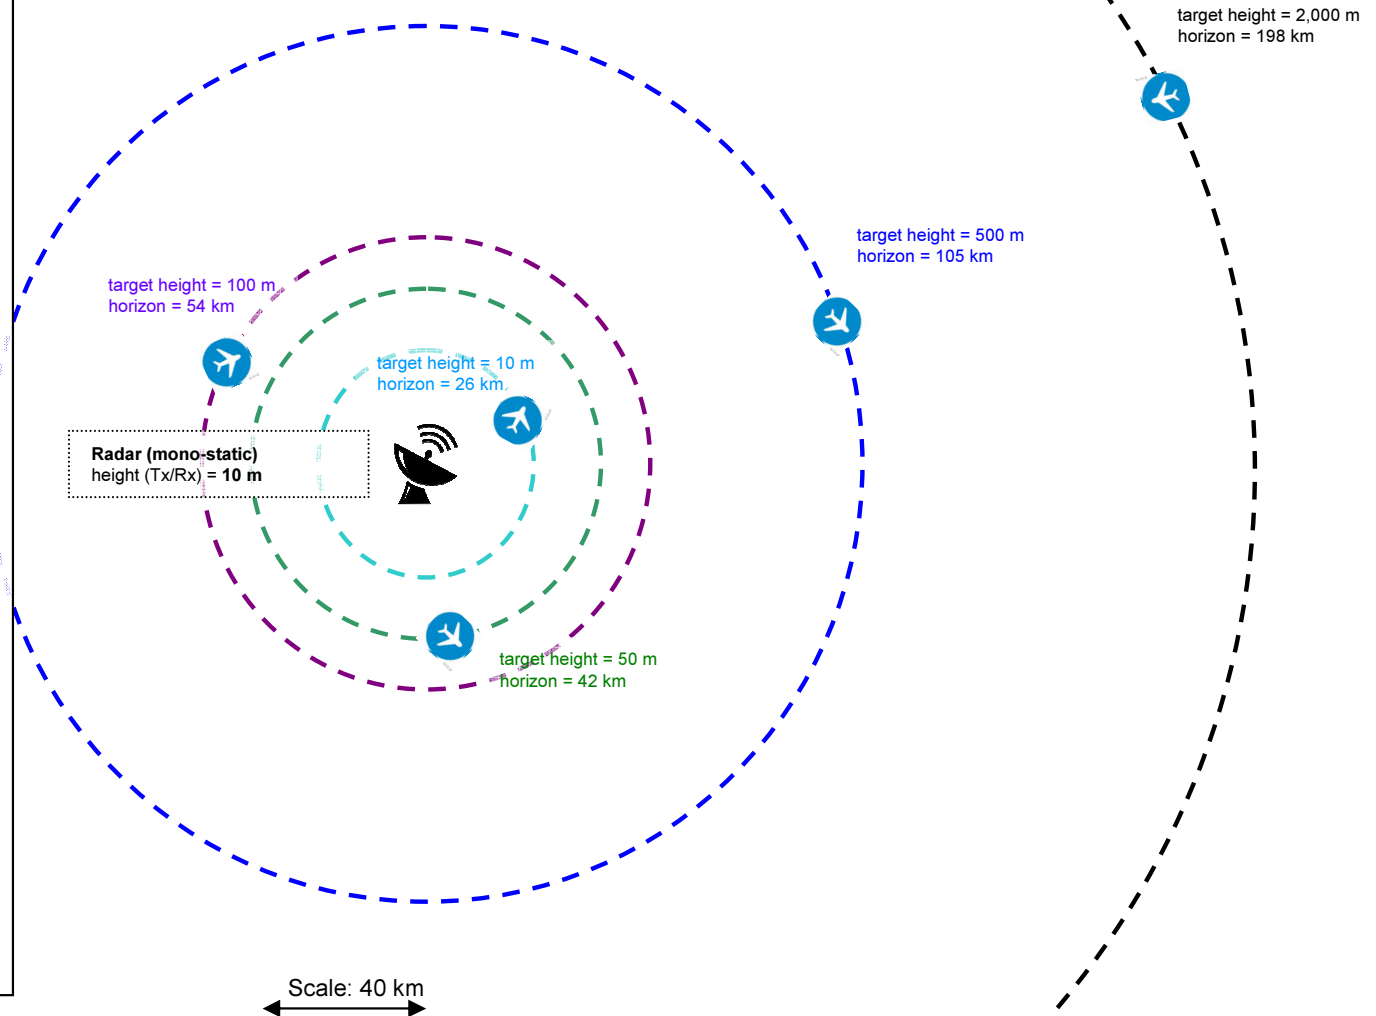 target height = 2,000 m
horizon = 198 km
target height = 500 m
horizon = 105 km
target height = 100 m
horizon = 54 km
target height = 10 m
horizon = 26 km
Radar (mono-static)
height (Tx/Rx) = 10 m
target height = 50 m
horizon = 42 km
Scale: 40 km